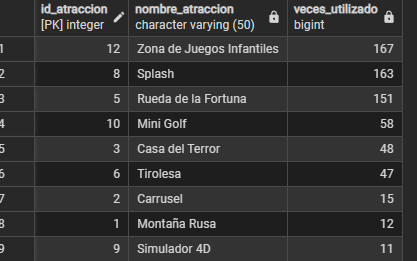 id_atraccion nombre_atraccion veces_utilizado
[PK] integer character varying (50) bigint
1 12 Zona de Juegos Infantiles 167
2 8 Splash 163
3 5 Rueda de la Fortuna 151
4 10 Mini Golf 58
5 3 Casa del Terror 48
6 6 Tirolesa 47
7 2 Carrusel 15
8 1 Montaña Rusa 12
9 9 Simulador 4D 11